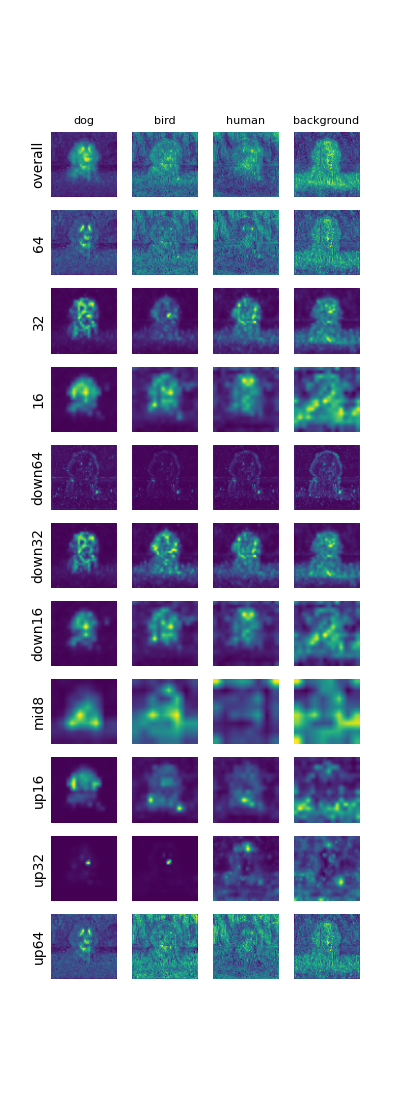 dog bird human background
overall
64
32
16
down64
down32
down16
mid8
up16
up32
up64